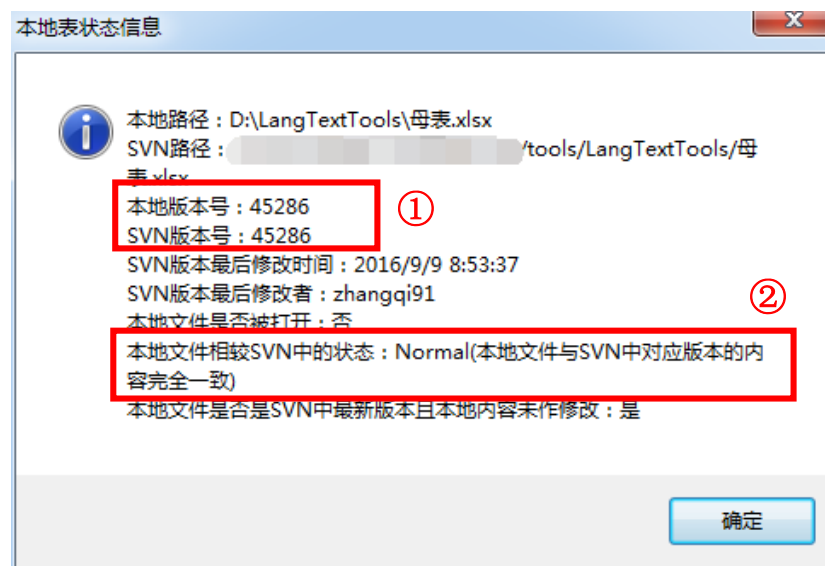 本地表状态信息
本地路径：D:\LangTextTools\母表.xlsx
SVN路径： /tools/LangTextTools/母
表.xlsx
本地版本号：45286
①
SVN版本号：45286
SVN版本最后修改时间：2016/9/9 8:53:37
SVN版本最后修改者：zhangqi91
②
本地文件是否被打开：否
本地文件相较SVN中的状态：Normal(本地文件与SVN中对应版本的内
容完全一致)
本地文件是否是SVN中最新版本且本地内容未作修改：是
确定